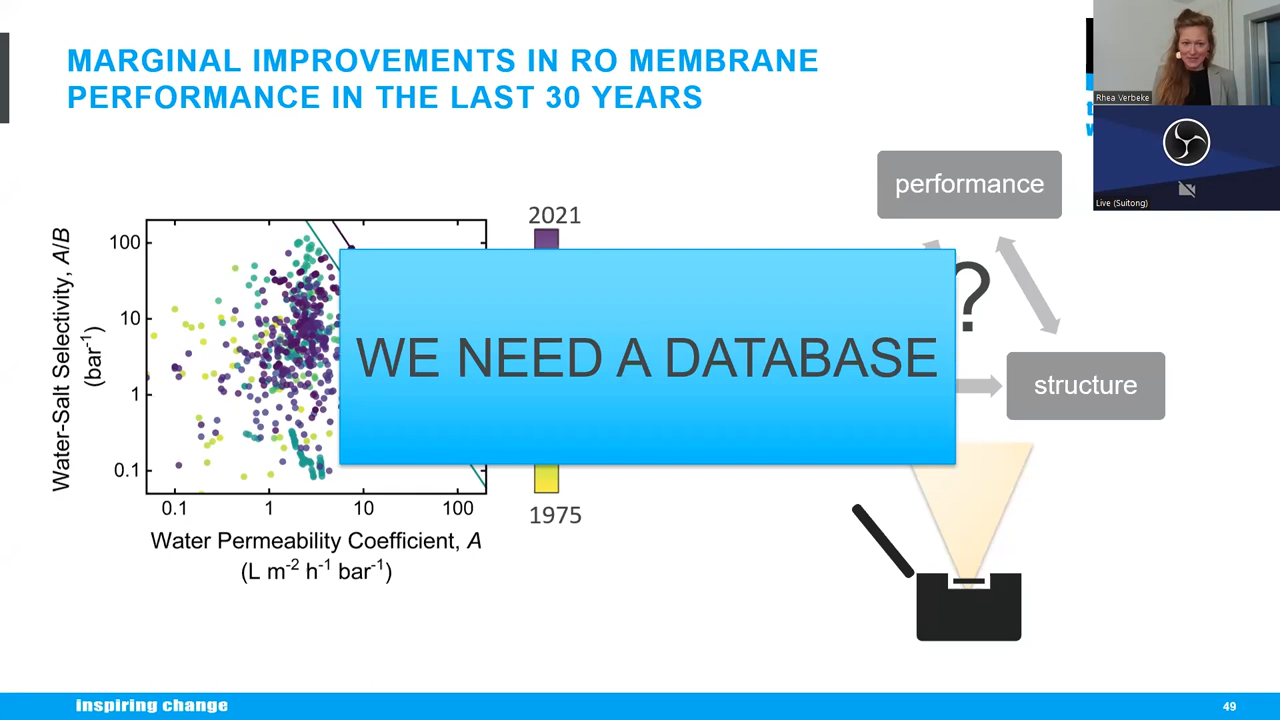 MARGINAL IMPROVEMENTS IN RO MEMBRANE
PERFORMANCE IN THE LAST 30 YEARS
Rhea Verbeke
Live (Suitong)
performance
2021
100
10
1
0.1
Water-Salt Selectivity, A/B
(bar-1)
WE NEED A DATABASE
?
structure
0.1 1 10 100
1975
Water Permeability Coefficient, A
(L m-2 h-1 bar-1)
inspiring change
49